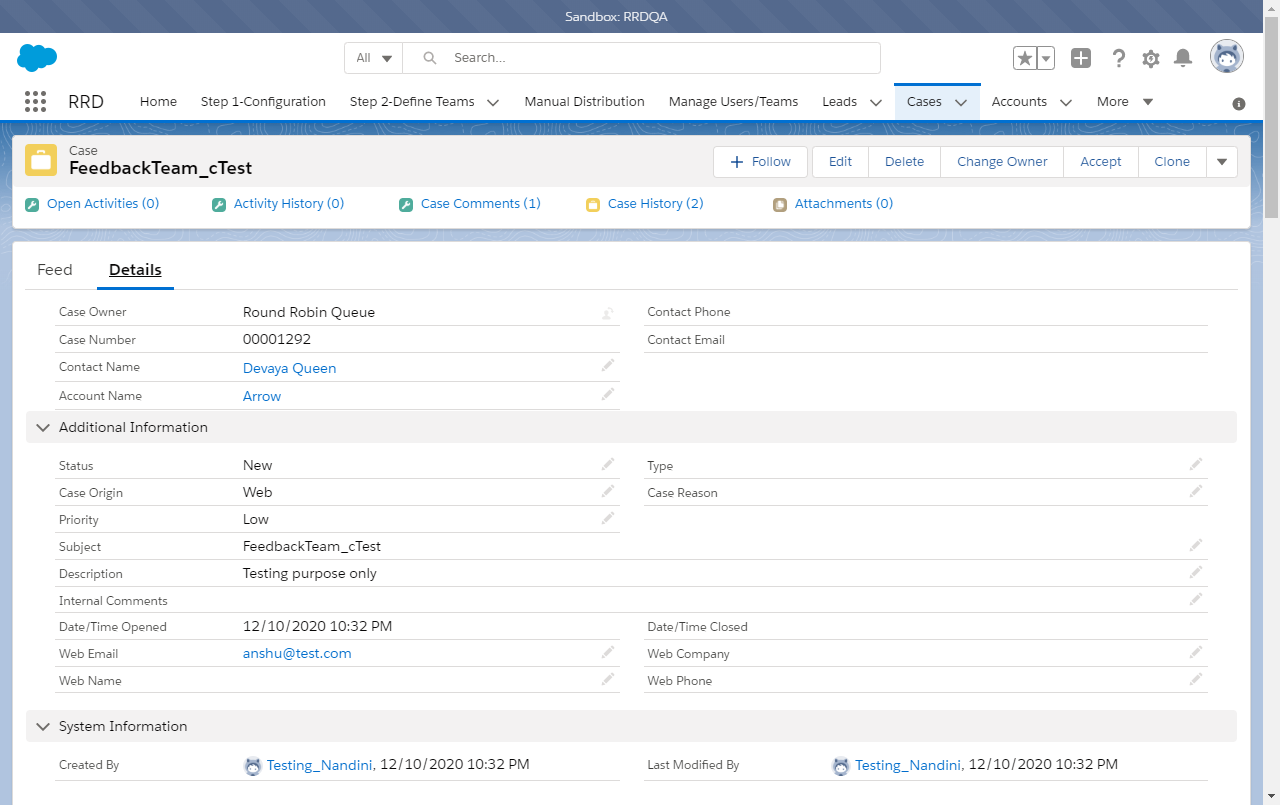 Sandbox: RRDQA
All Search...
RRD Home Step 1-Configuration Step 2-Define Teams Manual Distribution Manage Users/Teams Leads Cases Accounts More
Case
FeedbackTeam_cTest
Follow Edit Delete Change Owner Accept Clone
Open Activities (0) Activity History (0) Case Comments (1) Case History (2) Attachments (0)
Feed Details
Case Owner Round Robin Queue Contact Phone
Case Number 00001292 Contact Email
Contact Name Devaya Queen
Account Name Arrow
Additional Information
Status New Type
Case Origin Web Case Reason
Priority Low
Subject FeedbackTeam_cTest
Description Testing purpose only
Internal Comments
Date/Time Opened 12/10/2020 10:32 PM Date/Time Closed
Web Email anshu@test.com Web Company
Web Name Web Phone
System Information
Created By Testing_Nandini, 12/10/2020 10:32 PM Last Modified By Testing_Nandini, 12/10/2020 10:32 PM